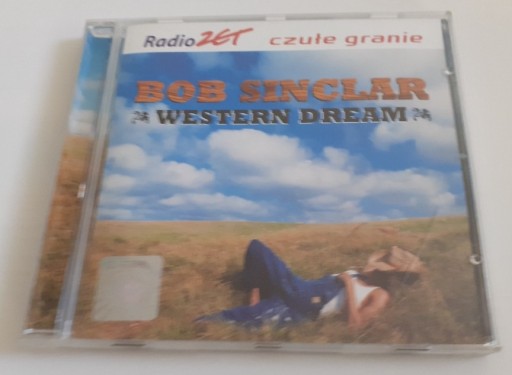 Radio ZET czułe granie
BOB SINCLAR
WESTERN DREAM